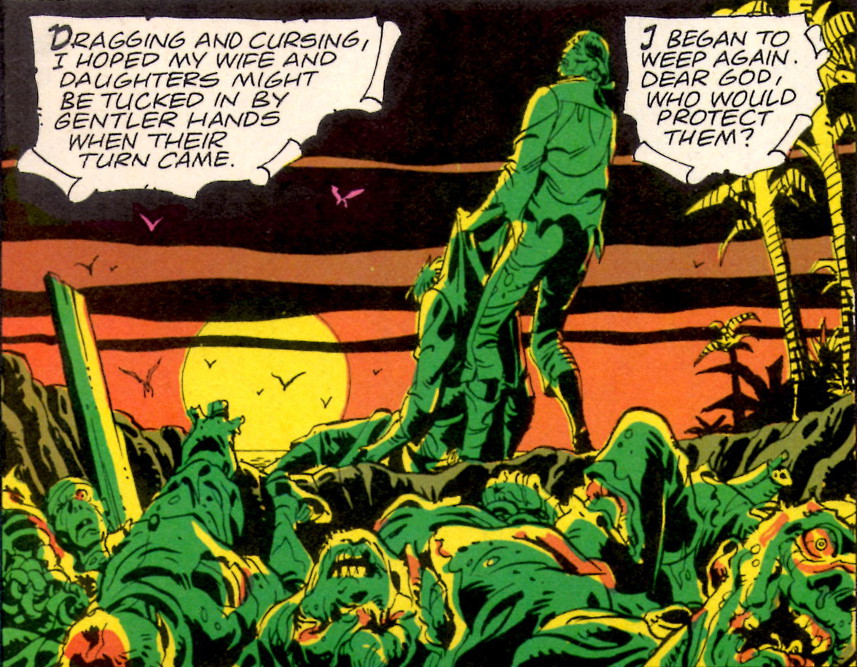 DRAGGING AND CURSING,
I HOPED MY WIFE AND
DAUGHTERS MIGHT
BE TUCKED IN BY
GENTLER HANDS
WHEN THEIR
TURN CAME.
I BEGAN TO
WEEP AGAIN.
DEAR GOD,
WHO WOULD
PROTECT
THEM?